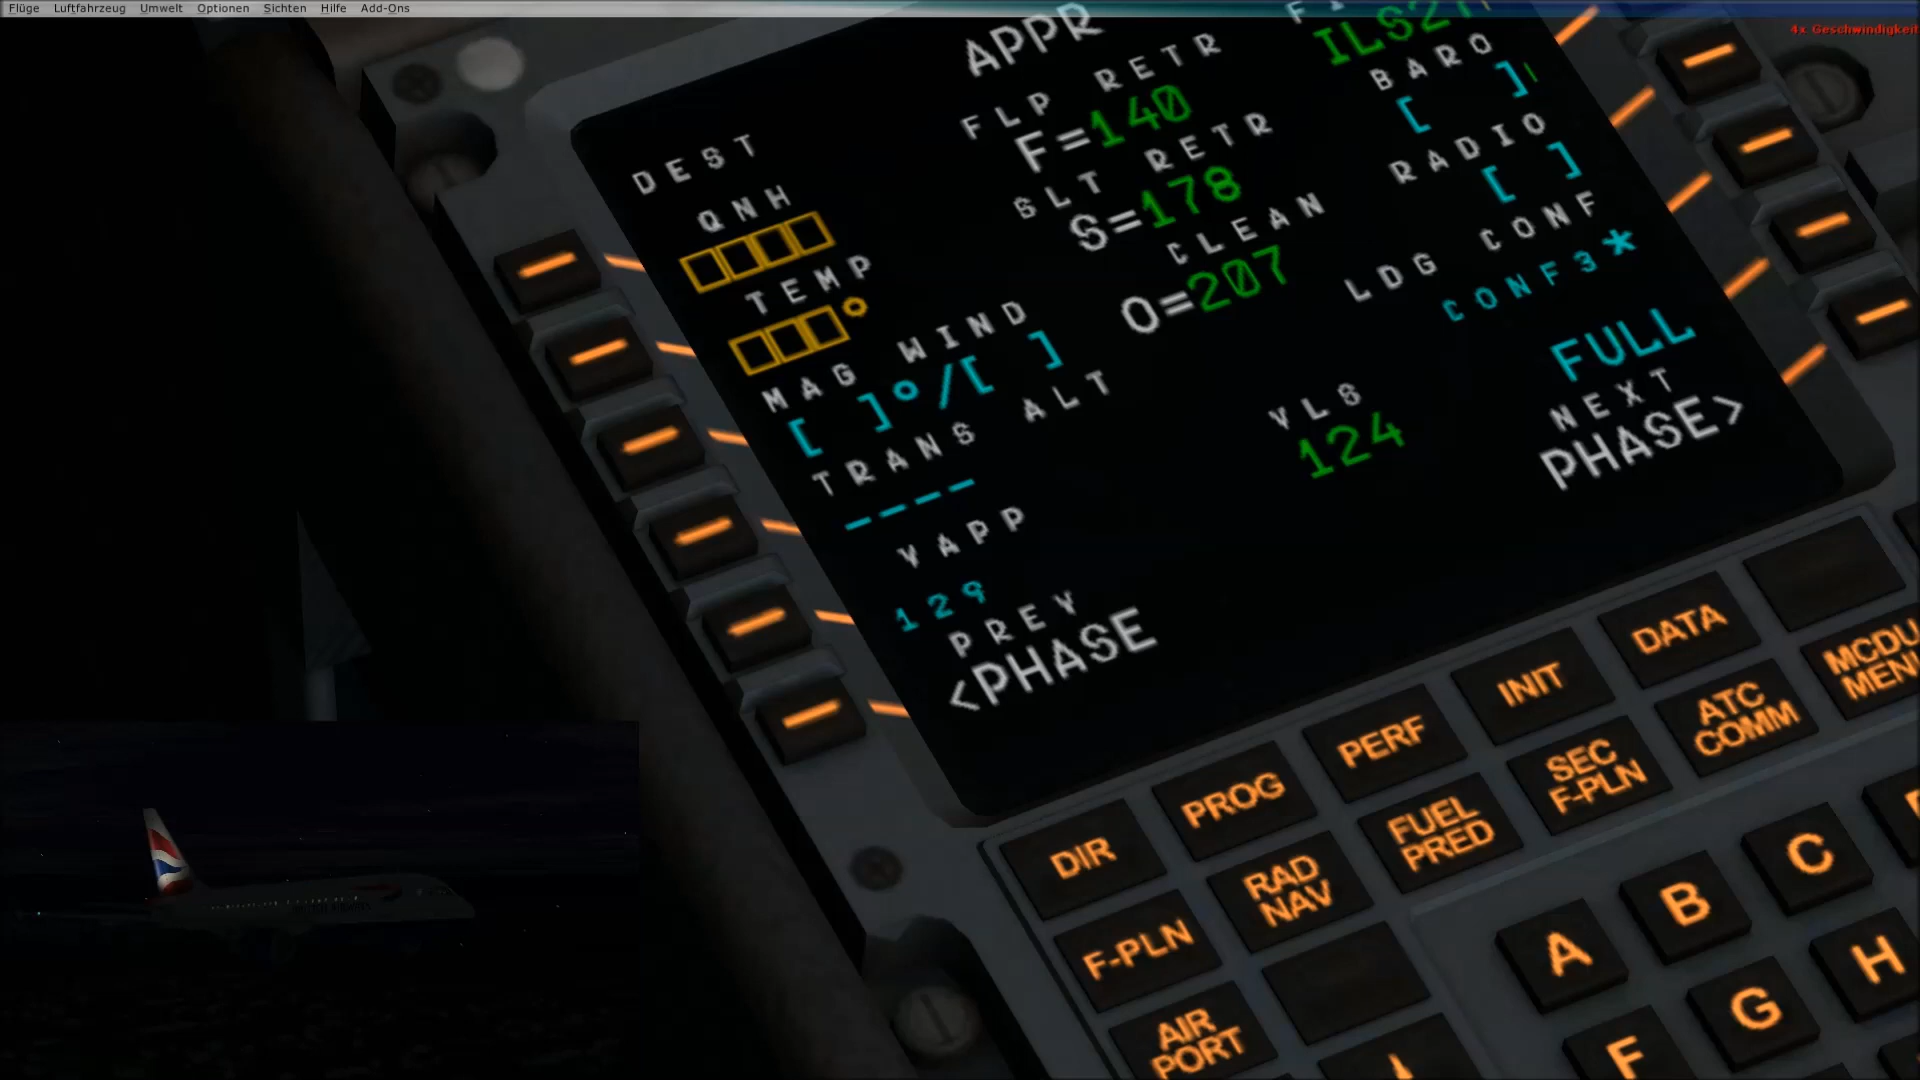 Flüge Luftfahrzeug Umwelt Optionen Sichten Hilfe Add-Ons
4x Geschwindigkeit
APPR
DEST
FLP RETR
ILS27
QNH
F=140
BARO
[ ]
TEMP
SLT RETR
S=178
RADIO
[ ]
°
MAG WIND
CLEAN
O=207
LDG CONF
[ ]°/[ ]
CONF3*
TRANS ALT
----
VLS
124
FULL
VAPP
129
NEXT
PHASE>
PREV
<PHASE
DIR PROG PERF INIT DATA
F-PLN RAD NAV FUEL PRED SEC F-PLN ATC COMM MCDU MENU
AIR PORT
A B C
F G H